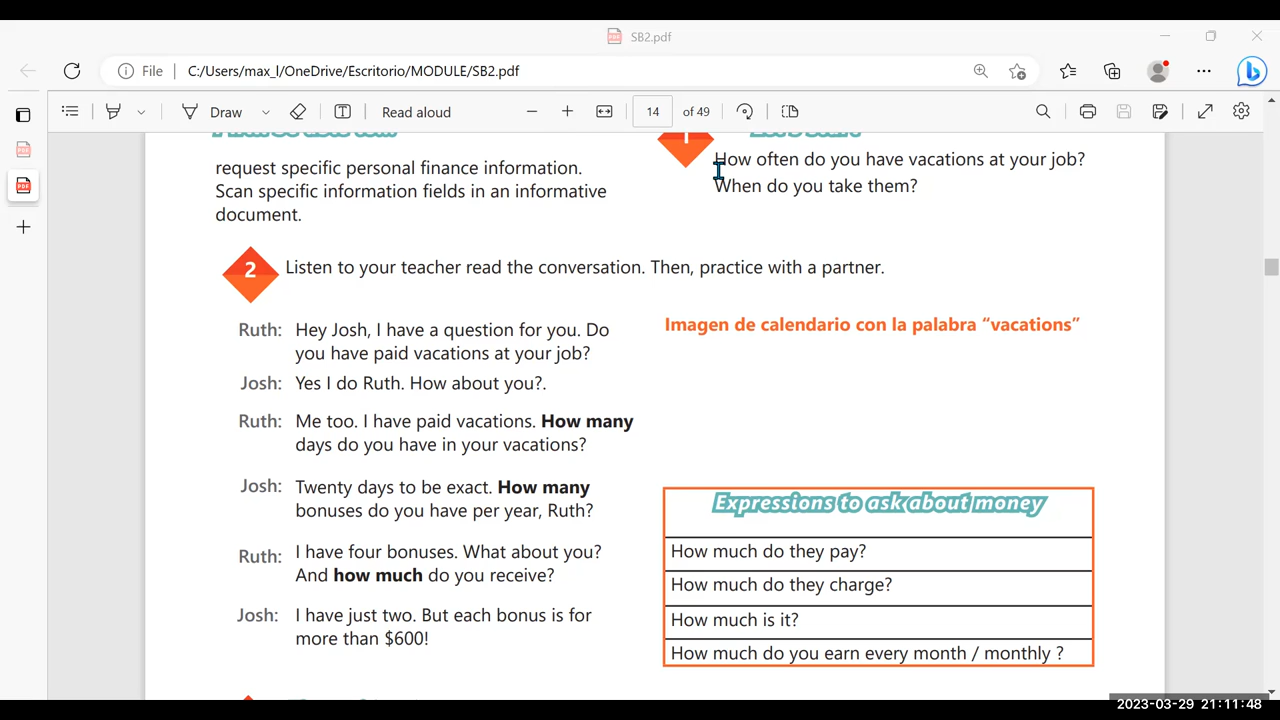 SB2.pdf
File
C:/Users/max_l/OneDrive/Escritorio/MODULE/SB2.pdf
Draw
Read aloud
14
of 49
1
request specific personal finance information.
Scan specific information fields in an informative
document.
How often do you have vacations at your job?
When do you take them?
2
Listen to your teacher read the conversation. Then, practice with a partner.
Ruth: Hey Josh, I have a question for you. Do
you have paid vacations at your job?
Josh: Yes I do Ruth. How about you?.
Ruth: Me too. I have paid vacations. How many
days do you have in your vacations?
Josh: Twenty days to be exact. How many
bonuses do you have per year, Ruth?
Ruth: I have four bonuses. What about you?
And how much do you receive?
Josh: I have just two. But each bonus is for
more than $600!
Imagen de calendario con la palabra “vacations”
Expressions to ask about money
How much do they pay?
How much do they charge?
How much is it?
How much do you earn every month / monthly ?
2023-03-29 21:11:48